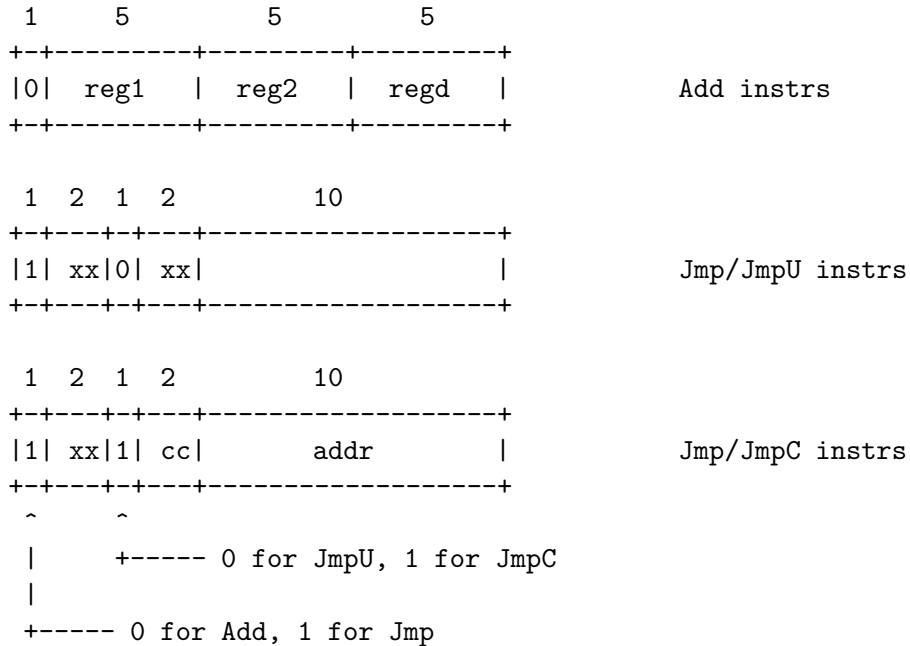 1    5         5         5
+-+---------+---------+---------+
|0|  reg1   |  reg2   |  regd   |           Add instrs
+-+---------+---------+---------+
 1  2  1  2         10
+-+---+-+---+-------------------+
|1| xx|0| xx|                   |           Jmp/JmpU instrs
+-+---+-+---+-------------------+
 1  2  1  2         10
+-+---+-+---+-------------------+
|1| xx|1| cc|       addr        |           Jmp/JmpC instrs
+-+---+-+---+-------------------+
 ^     ^
 |     +----- 0 for JmpU, 1 for JmpC
 |
 +----- 0 for Add, 1 for Jmp